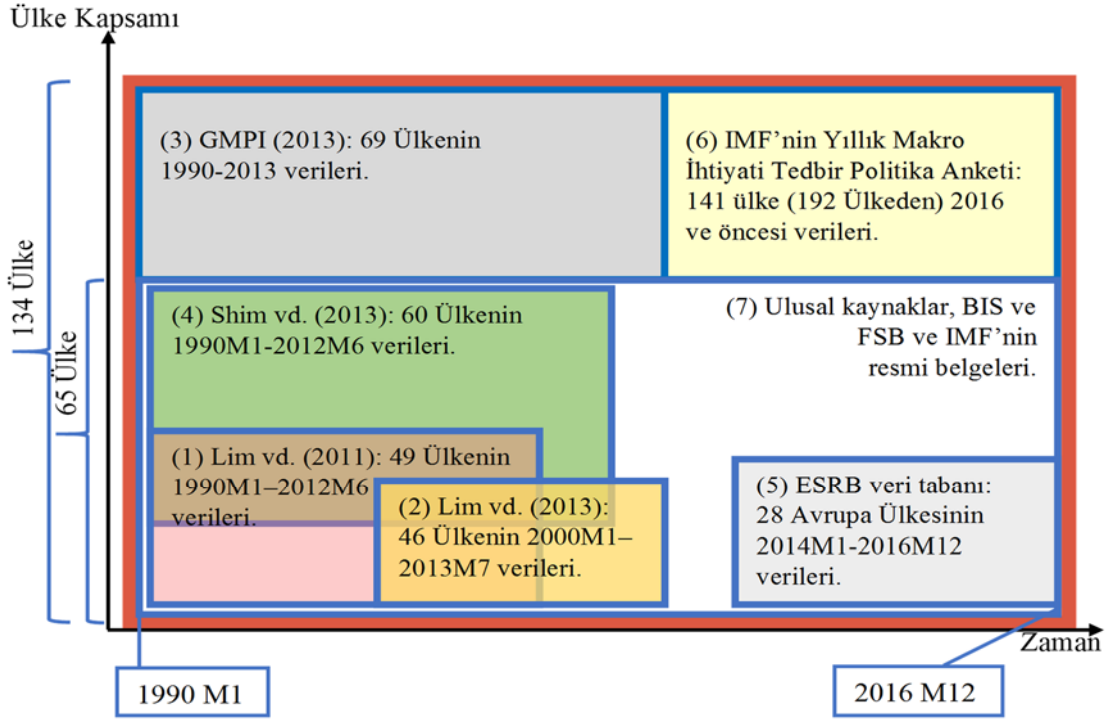 Ülke Kapsamı
(3) GMPI (2013): 69 Ülkenin
1990-2013 verileri.
(6) IMF’nin Yıllık Makro
İhtiyati Tedbir Politika Anketi:
141 ülke (192 Ülkeden) 2016
ve öncesi verileri.
134 Ülke
65 Ülke
(4) Shim vd. (2013): 60 Ülkenin
1990M1-2012M6 verileri.
(7) Ulusal kaynaklar, BIS ve
FSB ve IMF’nin
resmi belgeleri.
(1) Lim vd. (2011): 49 Ülkenin
1990M1–2012M6
verileri.
(2) Lim vd. (2013):
46 Ülkenin 2000M1–
2013M7 verileri.
(5) ESRB veri tabanı:
28 Avrupa Ülkesinin
2014M1-2016M12
verileri.
Zaman
1990 M1
2016 M12